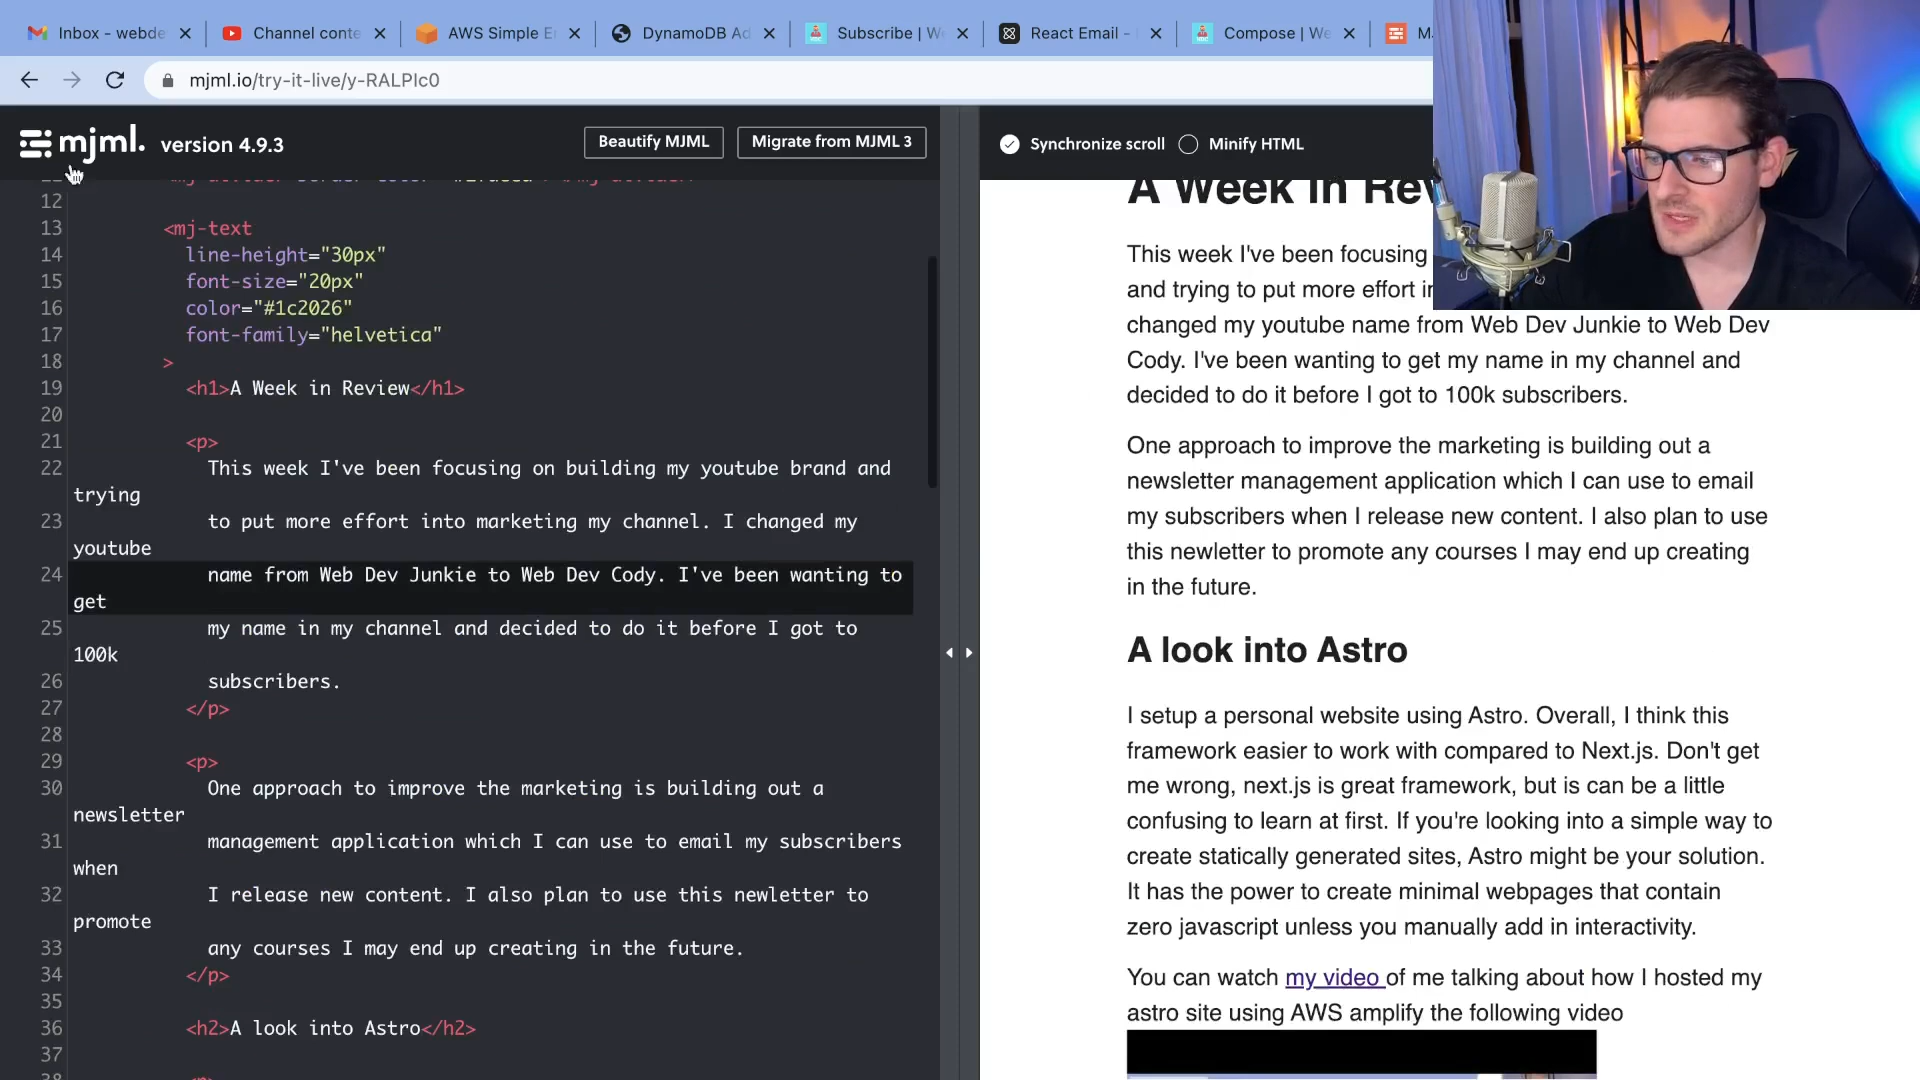 Inbox - webde
Channel conte
AWS Simple E
DynamoDB Ad
Subscribe | We
React Email -
Compose | We
mjml.io/try-it-live/y-RALPIc0
mjml. version 4.9.3
Beautify MJML
Migrate from MJML 3
Synchronize scroll
Minify HTML
12
13 <mj-text
14 line-height="30px"
15 font-size="20px"
16 color="#1c2026"
17 font-family="helvetica"
18 >
19 <h1>A Week in Review</h1>
20
21 <p>
22 This week I've been focusing on building my youtube brand and
trying
23 to put more effort into marketing my channel. I changed my
youtube
24 name from Web Dev Junkie to Web Dev Cody. I've been wanting to
get
25 my name in my channel and decided to do it before I got to
100k
26 subscribers.
27 </p>
28
29 <p>
30 One approach to improve the marketing is building out a
newsletter
31 management application which I can use to email my subscribers
when
32 I release new content. I also plan to use this newletter to
promote
33 any courses I may end up creating in the future.
34 </p>
35
36 <h2>A look into Astro</h2>
37
38
A Week in Rev
This week I've been focusing
and trying to put more effort in
changed my youtube name from Web Dev Junkie to Web Dev
Cody. I've been wanting to get my name in my channel and
decided to do it before I got to 100k subscribers.
One approach to improve the marketing is building out a
newsletter management application which I can use to email
my subscribers when I release new content. I also plan to use
this newletter to promote any courses I may end up creating
in the future.
A look into Astro
I setup a personal website using Astro. Overall, I think this
framework easier to work with compared to Next.js. Don't get
me wrong, next.js is great framework, but is can be a little
confusing to learn at first. If you're looking into a simple way to
create statically generated sites, Astro might be your solution.
It has the power to create minimal webpages that contain
zero javascript unless you manually add in interactivity.
You can watch my video of me talking about how I hosted my
astro site using AWS amplify the following video